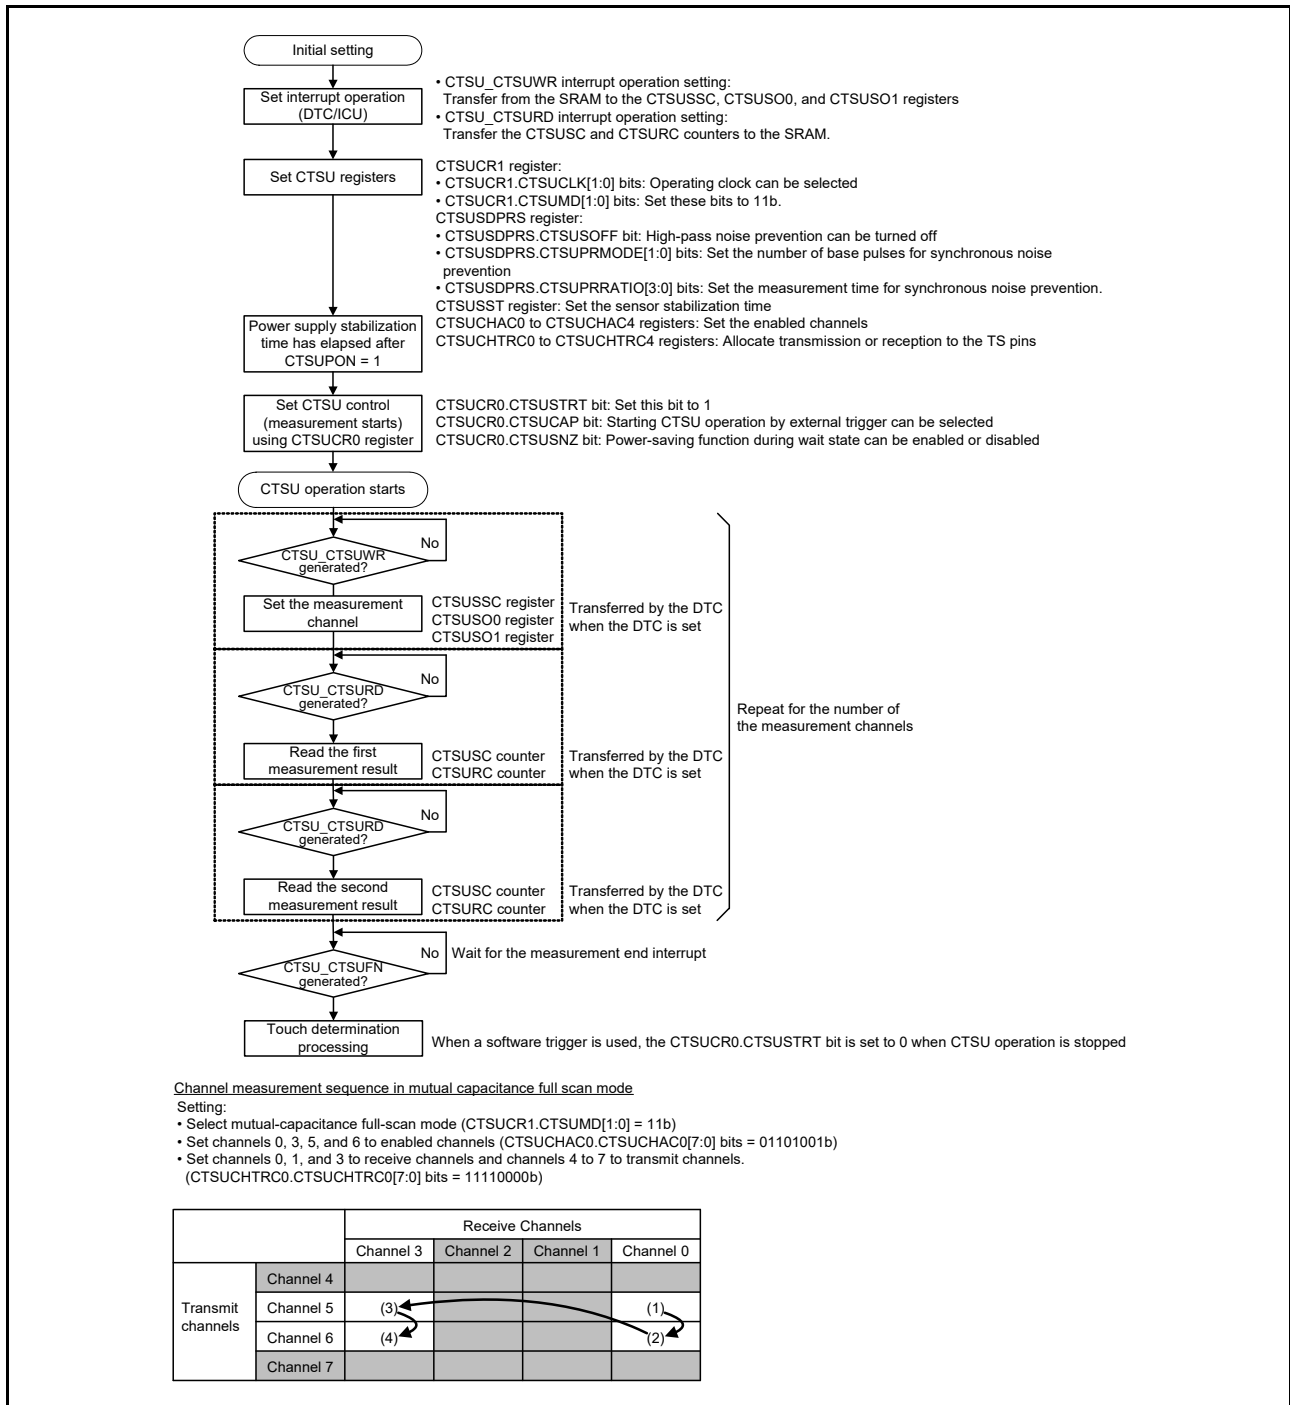 Initial setting
Set interrupt operation
(DTC/ICU)
• CTSU_CTSUWR interrupt operation setting:
Transfer from the SRAM to the CTSUSSC, CTSUSO0, and CTSUSO1 registers
• CTSU_CTSURD interrupt operation setting:
Transfer the CTSUSC and CTSURC counters to the SRAM.
Set CTSU registers
CTSUCR1 register:
• CTSUCR1.CTSUCLK[1:0] bits: Operating clock can be selected
• CTSUCR1.CTSUMD[1:0] bits: Set these bits to 11b.
CTSUSDPRS register:
• CTSUSDPRS.CTSUSOFF bit: High-pass noise prevention can be turned off
• CTSUSDPRS.CTSUPRMODE[1:0] bits: Set the number of base pulses for synchronous noise
prevention
• CTSUSDPRS.CTSUPRRATIO[3:0] bits: Set the measurement time for synchronous noise prevention.
CTSUSST register: Set the sensor stabilization time
CTSUCHAC0 to CTSUCHAC4 registers: Set the enabled channels
CTSUCHTRC0 to CTSUCHTRC4 registers: Allocate transmission or reception to the TS pins
Power supply stabilization
time has elapsed after
CTSUPON = 1
Set CTSU control
(measurement starts)
using CTSUCR0 register
CTSUCR0.CTSUSTRT bit: Set this bit to 1
CTSUCR0.CTSUCAP bit: Starting CTSU operation by external trigger can be selected
CTSUCR0.CTSUSNZ bit: Power-saving function during wait state can be enabled or disabled
CTSU operation starts
CTSU_CTSUWR
generated?
No
Set the measurement
channel
CTSUSSC register
CTSUSO0 register
CTSUSO1 register
Transferred by the DTC
when the DTC is set
CTSU_CTSURD
generated?
No
Read the first
measurement result
CTSUSC counter
CTSURC counter
Transferred by the DTC
when the DTC is set
Repeat for the number of
the measurement channels
CTSU_CTSURD
generated?
No
Read the second
measurement result
CTSUSC counter
CTSURC counter
Transferred by the DTC
when the DTC is set
CTSU_CTSUFN
generated?
No
Wait for the measurement end interrupt
Touch determination
processing
When a software trigger is used, the CTSUCR0.CTSUSTRT bit is set to 0 when CTSU operation is stopped
Channel measurement sequence in mutual capacitance full scan mode
Setting:
• Select mutual-capacitance full-scan mode (CTSUCR1.CTSUMD[1:0] = 11b)
• Set channels 0, 3, 5, and 6 to enabled channels (CTSUCHAC0.CTSUCHAC0[7:0] bits = 01101001b)
• Set channels 0, 1, and 3 to receive channels and channels 4 to 7 to transmit channels.
(CTSUCHTRC0.CTSUCHTRC0[7:0] bits = 11110000b)
Receive Channels
Channel 3 Channel 2 Channel 1 Channel 0
Transmit
channels
Channel 4
Channel 5 (3) (1)
Channel 6 (4) (2)
Channel 7